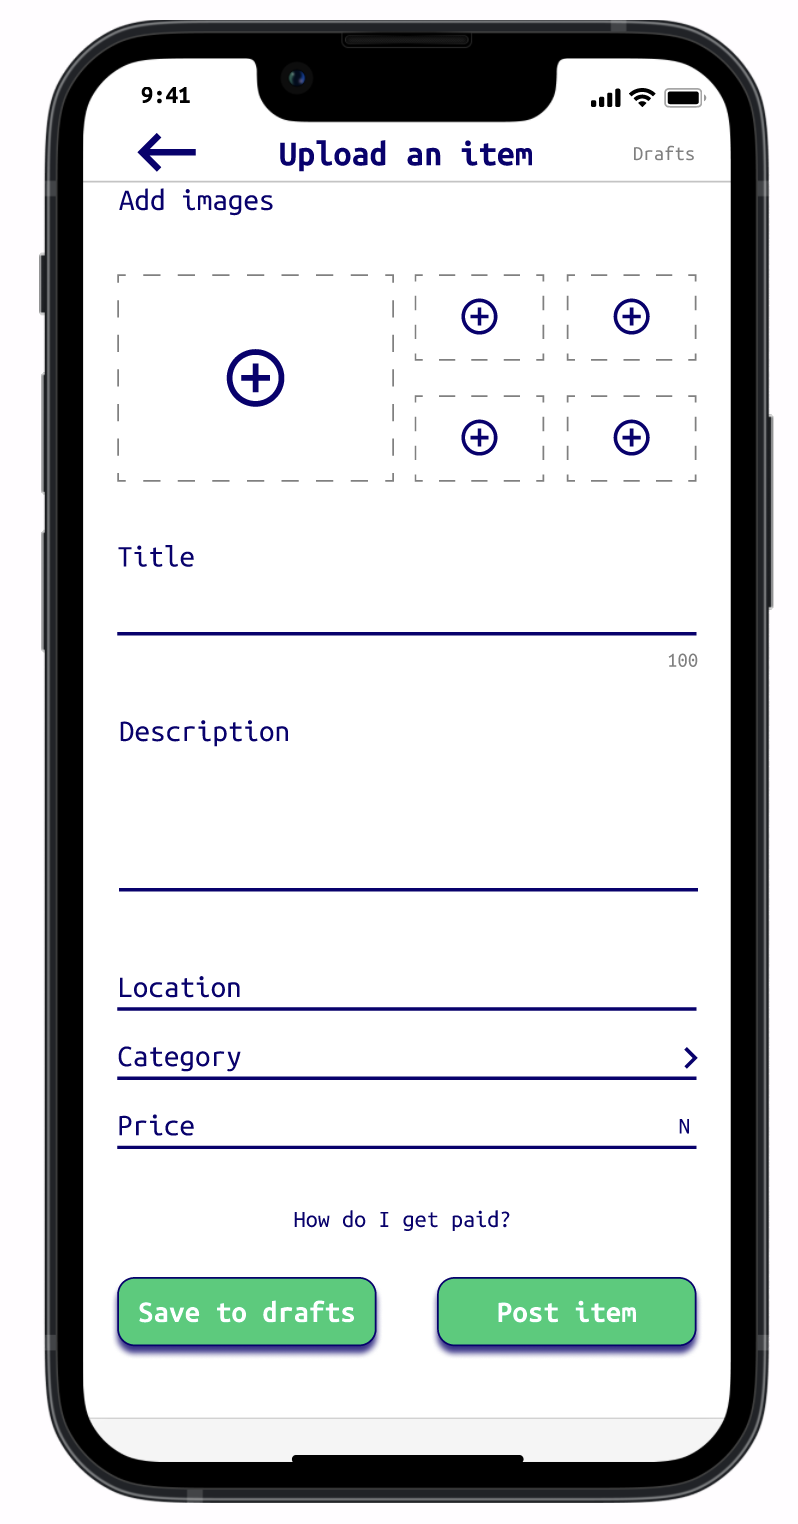 9:41
Upload an item
Drafts
Add images
Title
100
Description
Location
Category
Price
N
How do I get paid?
Save to drafts
Post item